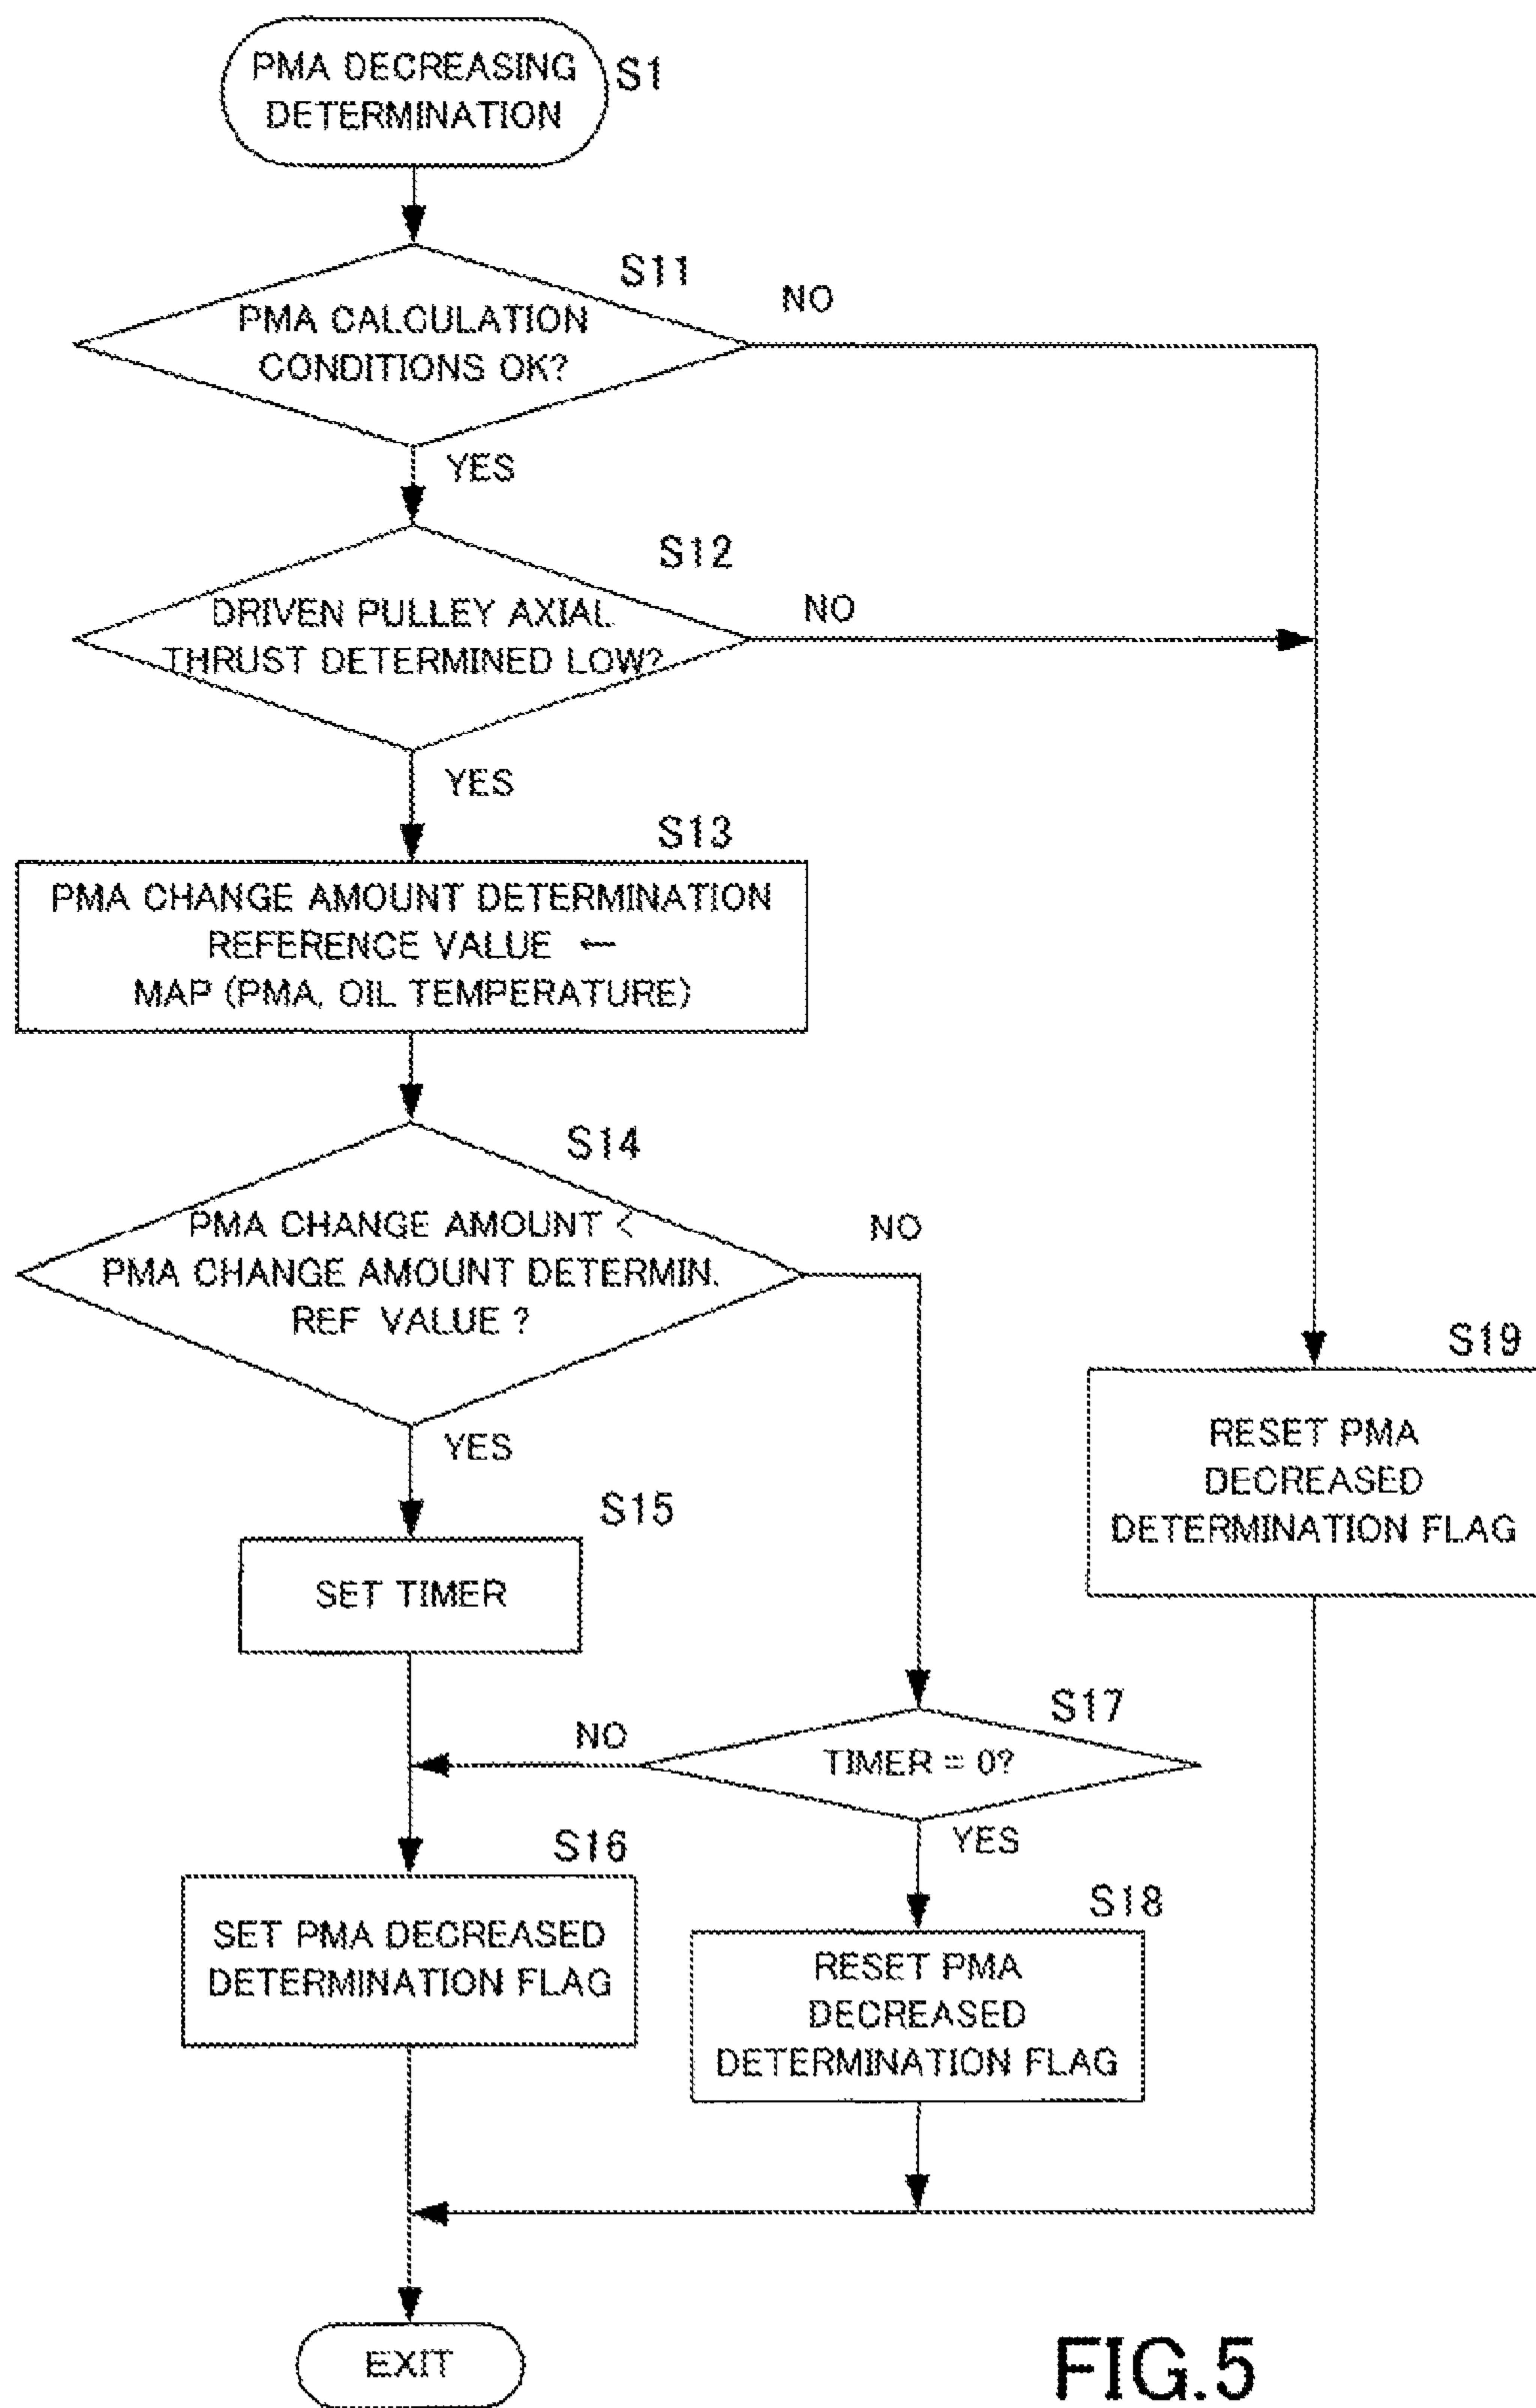 PMA DECREASING
DETERMINATION
S1
S11
PMA CALCULATION
CONDITIONS OK?
NO
YES
S12
DRIVEN PULLEY AXIAL
THRUST DETERMINED LOW?
NO
YES
S13
PMA CHANGE AMOUNT DETERMINATION
REFERENCE VALUE ←
MAP (PMA, OIL TEMPERATURE)
S14
PMA CHANGE AMOUNT <
PMA CHANGE AMOUNT DETERMIN.
REF VALUE ?
NO
YES
S15
SET TIMER
S19
RESET PMA
DECREASED
DETERMINATION FLAG
S17
TIMER = 0?
NO
YES
S16
SET PMA DECREASED
DETERMINATION FLAG
S18
RESET PMA
DECREASED
DETERMINATION FLAG
EXIT
FIG.5